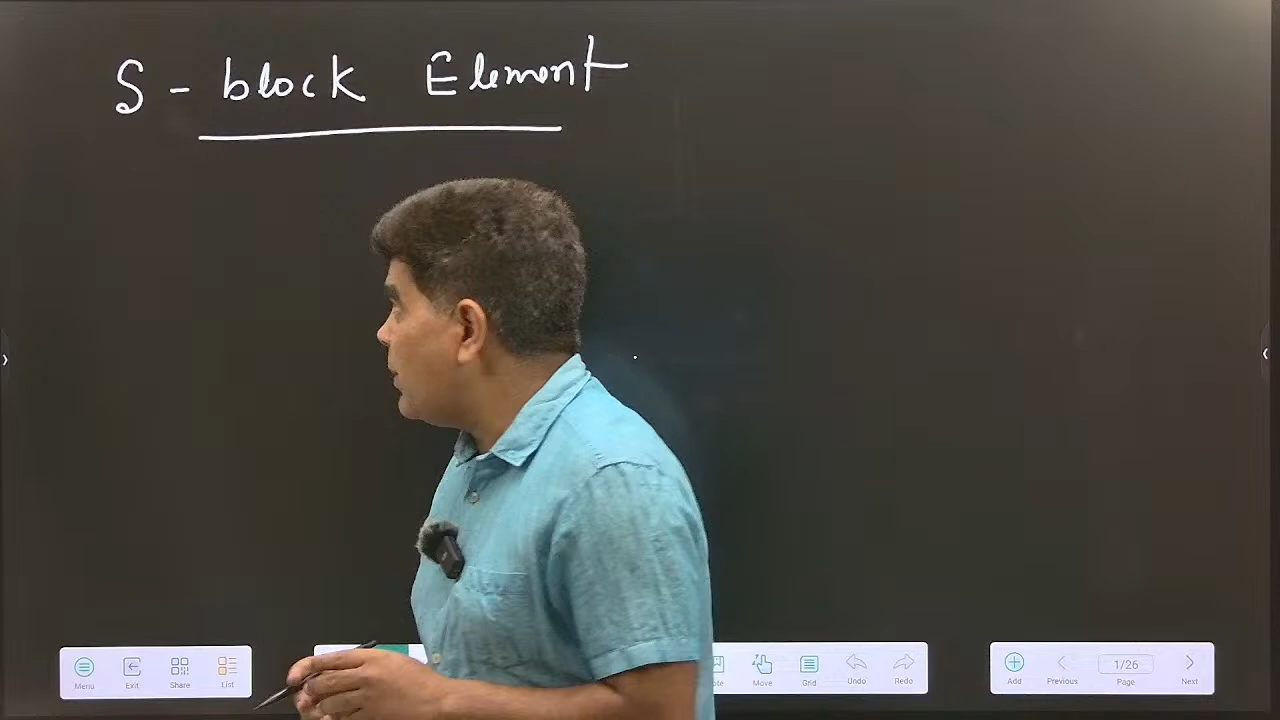 S - block Element
Menu Exit Share List Move Grid Undo Redo Add Previous 1/26 Page Next